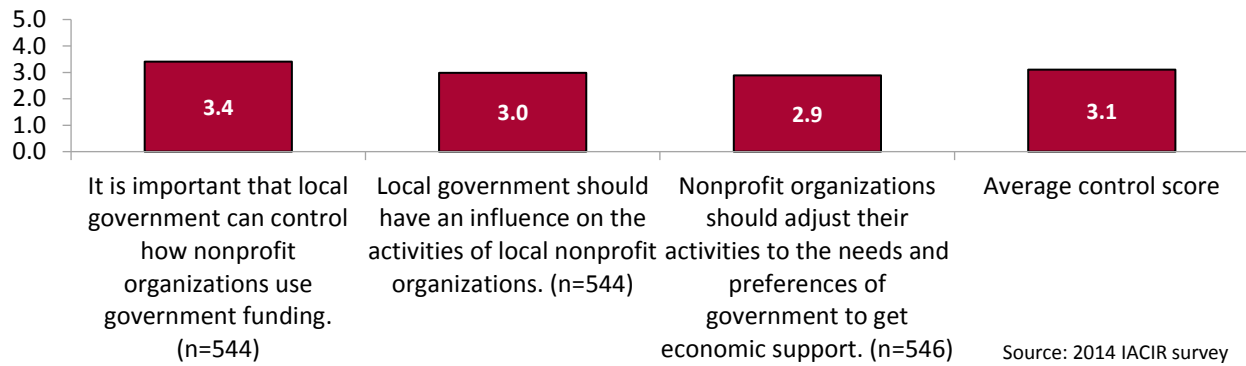 5.0
4.0
3.0
2.0
1.0
0.0
3.4
3.0
2.9
3.1
It is important that local
government can control
how nonprofit
organizations use
government funding.
(n=544)
Local government should
have an influence on the
activities of local nonprofit
organizations. (n=544)
Nonprofit organizations
should adjust their
activities to the needs and
preferences of
government to get
economic support. (n=546)
Average control score
Source: 2014 IACIR survey